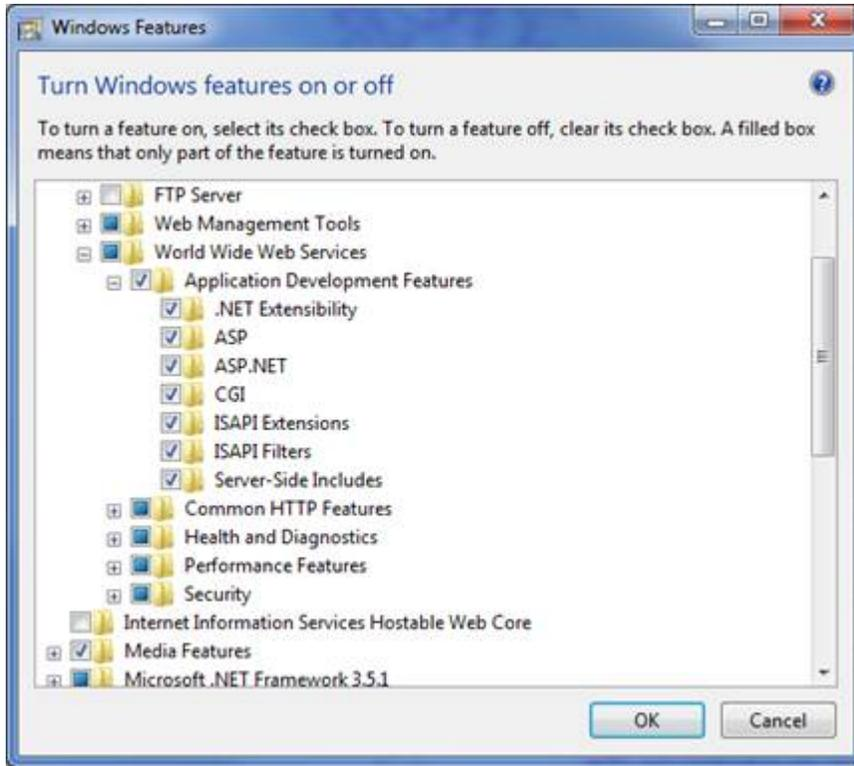 Windows Features
Turn Windows features on or off
To turn a feature on, select its check box. To turn a feature off, clear its check box. A filled box
means that only part of the feature is turned on.
FTP Server
Web Management Tools
World Wide Web Services
Application Development Features
.NET Extensibility
ASP
ASP.NET
CGI
ISAPI Extensions
ISAPI Filters
Server-Side Includes
Common HTTP Features
Health and Diagnostics
Performance Features
Security
Internet Information Services Hostable Web Core
Media Features
Microsoft .NET Framework 3.5.1
OK
Cancel